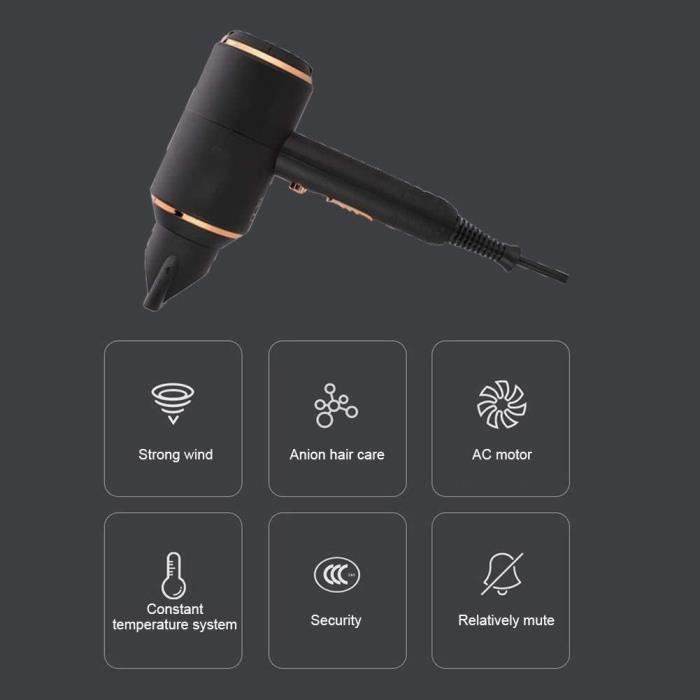 Strong wind
Anion hair care
AC motor
Constant
temperature system
Security
Relatively mute